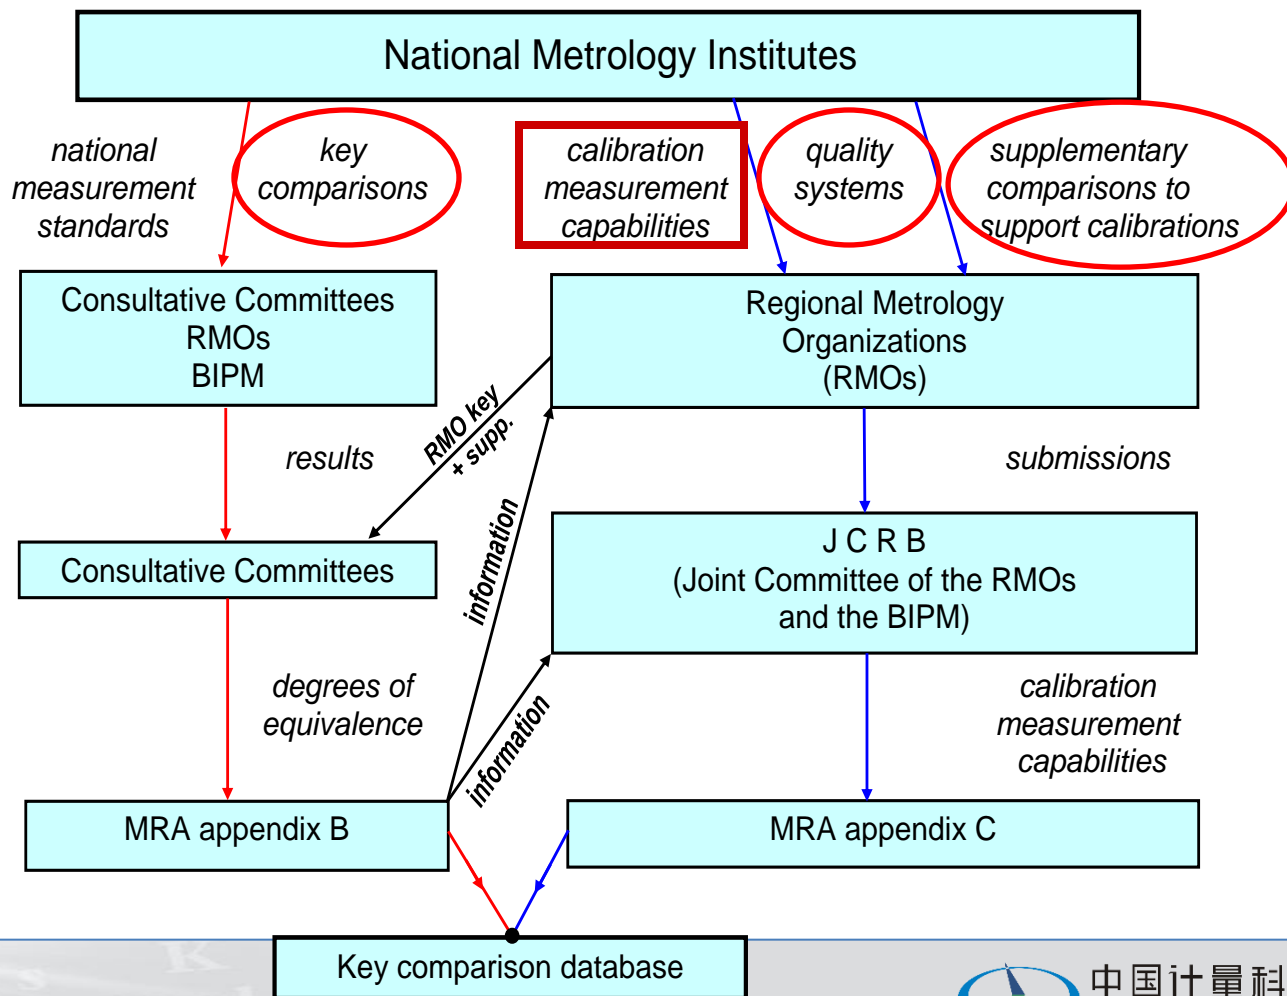 National Metrology Institutes
national
measurement
standards
key
comparisons
calibration
measurement
capabilities
quality
systems
supplementary
comparisons to
support calibrations
Consultative Committees
RMOs
BIPM
Regional Metrology
Organizations
(RMOs)
results
RMO key
+ supp.
submissions
information
Consultative Committees
J C R B
(Joint Committee of the RMOs
and the BIPM)
degrees of
equivalence
information
calibration
measurement
capabilities
MRA appendix B
MRA appendix C
Key comparison database
中国计量科